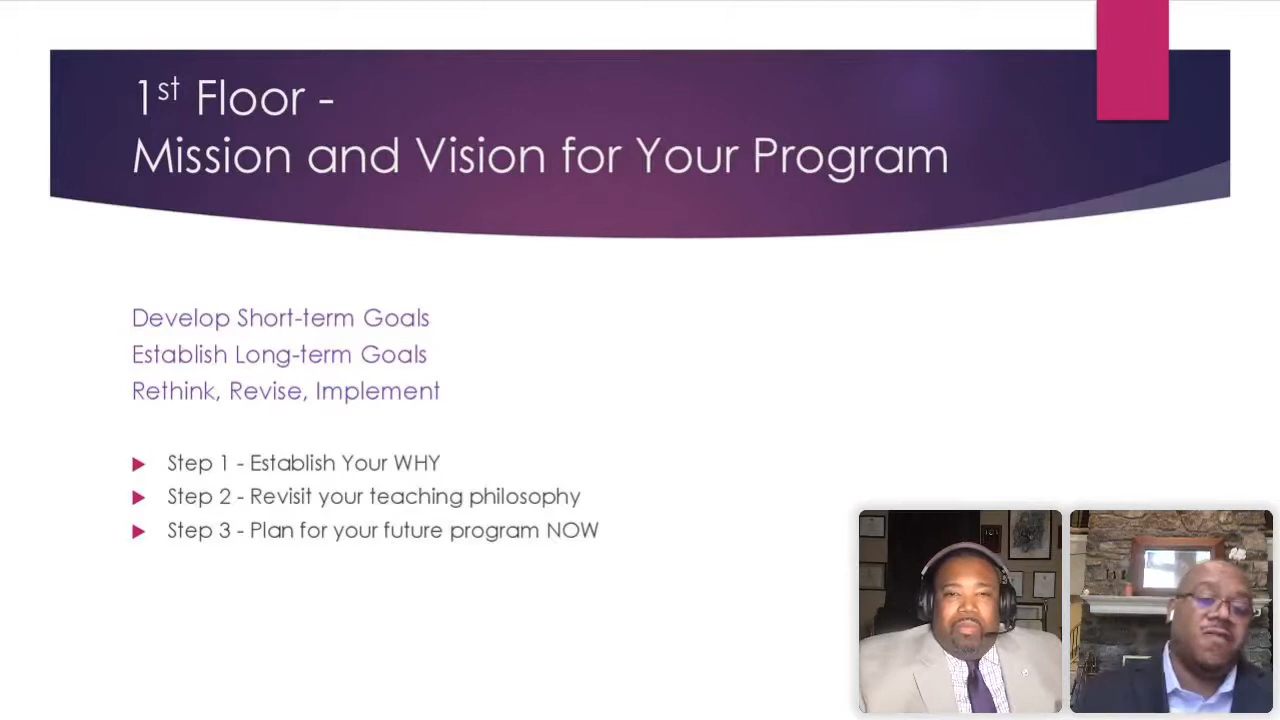 1st Floor -
Mission and Vision for Your Program
Develop Short-term Goals
Establish Long-term Goals
Rethink, Revise, Implement
Step 1 - Establish Your WHY
Step 2 - Revisit your teaching philosophy
Step 3 - Plan for your future program NOW